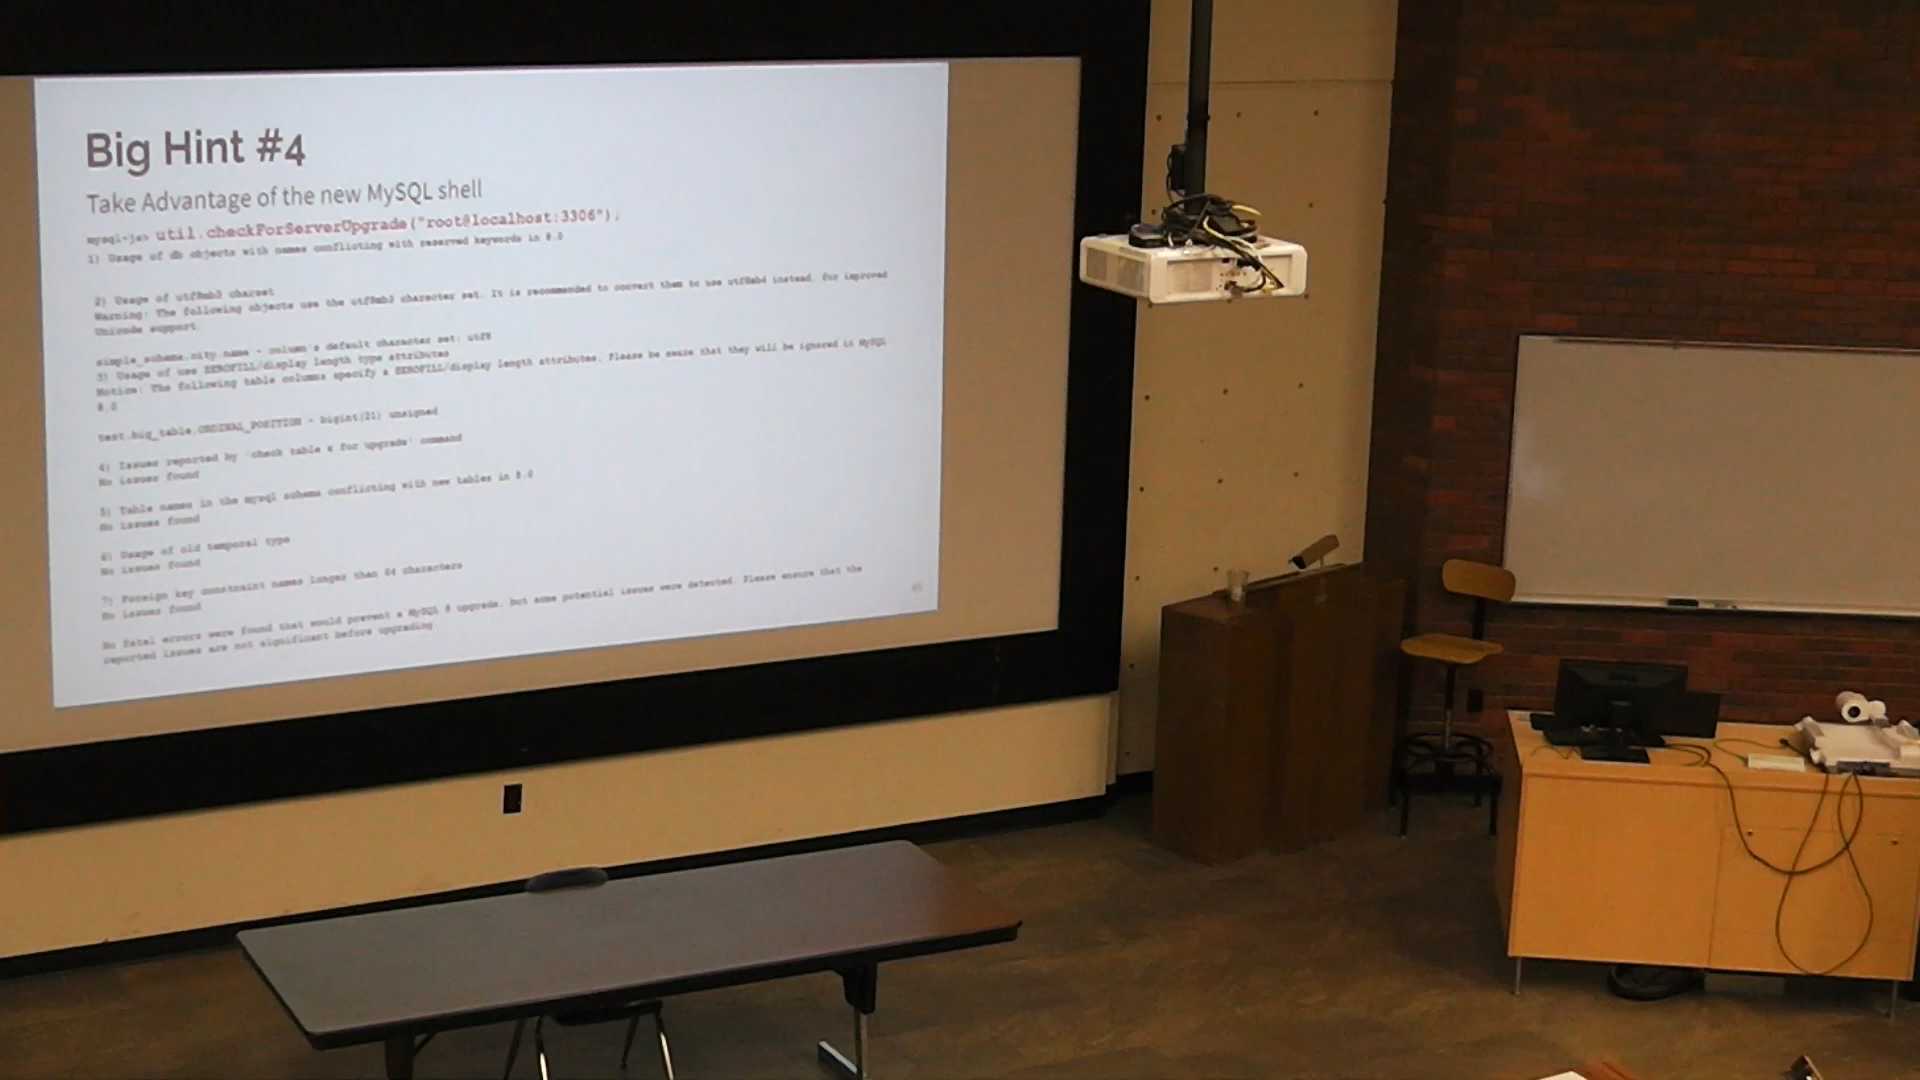 Big Hint #4
Take Advantage of the new MySQL shell
mysql-js> util.checkForServerUpgrade("root@localhost:3306");
1) Usage of db objects with names conflicting with reserved keywords in 8.0
2) Usage of utf8mb3 charset
Warning: The following objects use the utf8mb3 character set. It is recommended to convert them to use utf8mb4 instead, for improved
Unicode support.
simple_schema.city.name - column's default character set: utf8
3) Usage of use ZEROFILL/display length type attributes
Notice: The following table columns specify a ZEROFILL/display length attributes. Please be aware that they will be ignored in MySQL
8.0
test.big_table.ORDINAL_POSITION - bigint(21) unsigned
4) Issues reported by 'check table x for upgrade' command
No issues found
5) Table names in the mysql schema conflicting with new tables in 8.0
No issues found
6) Usage of old temporal type
No issues found
7) Foreign key constraint names longer than 64 characters
No issues found
No fatal errors were found that would prevent a MySQL 8 upgrade, but some potential issues were detected. Please ensure that the
reported issues are not significant before upgrading.